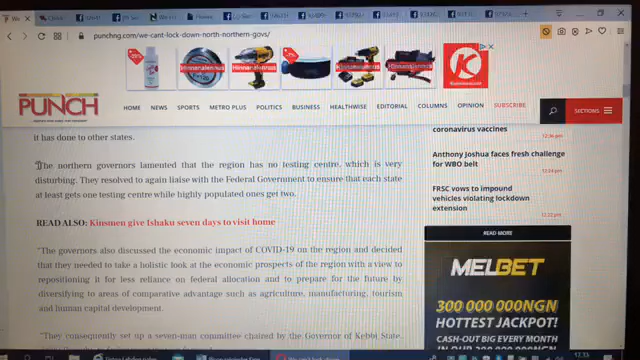 punchng.com/we-cant-lock-down-north-northern-govs/
PUNCH
HOME NEWS SPORTS METRO PLUS POLITICS BUSINESS HEALTHWISE EDITORIAL COLUMNS OPINION SUBSCRIBE
SECTIONS
it has done to other states.
"The northern governors lamented that the region has no testing centre, which is very
disturbing. They resolved to again liaise with the Federal Government to ensure that each state
at least gets one testing centre while highly populated ones get two.
READ ALSO: Kinsmen give Ishaku seven days to visit home
"The governors also discussed the economic impact of COVID-19 on the region and decided
that they needed to take a holistic look at the economic prospects of the region with a view to
repositioning it for less reliance on federal allocation and to prepare for the future by
diversifying to areas of comparative advantage such as agriculture, manufacturing, tourism
and human capital development.
"They consequently set up a seven-man committee chaired by the Governor of Kebbi State,
coronavirus vaccines
Anthony Joshua faces fresh challenge
for WBO belt
FRSC vows to impound
vehicles violating lockdown
extension
READ MORE
MELBET
300 000 000NGN
HOTTEST JACKPOT!
CASH-OUT BIG EVERY MONTH